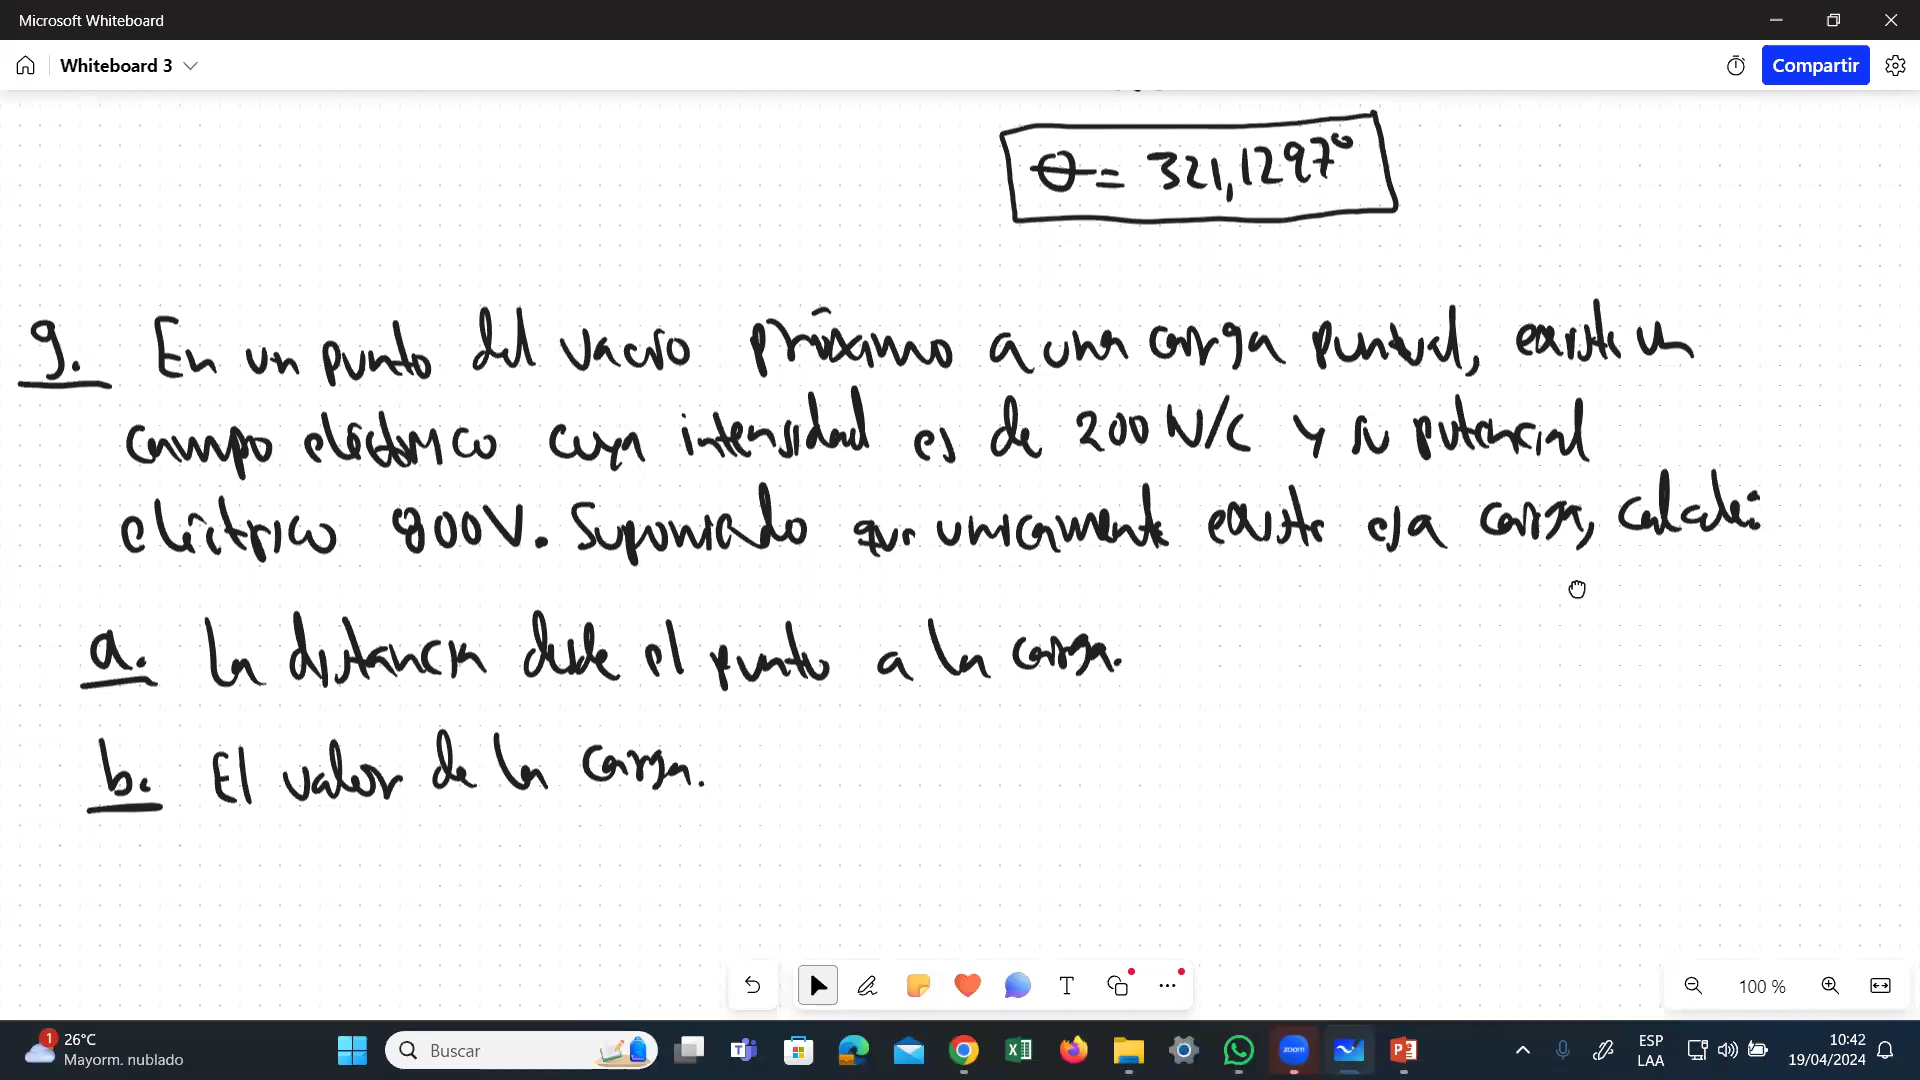 Microsoft Whiteboard
Whiteboard 3
Compartir
θ = 321,1297°
9. En un punto del vacío próximo a una carga puntual, existe un
campo eléctrico cuya intensidad es de 200 N/C y su potencial
eléctrico 800V. Suponiendo que unicamente existe esa carga, calcule:
a. La distancia desde el punto a la carga.
b. El valor de la carga.
100 %
1
26°C
Mayorm. nublado
Buscar
zoom
ESP
LAA
10:42
19/04/2024